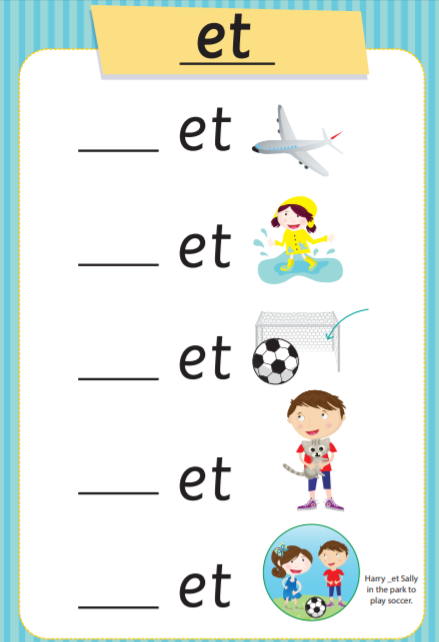 et
___ et
___ et
___ et
___ et
___ et
Harry _et Sally
in the park to
play soccer.